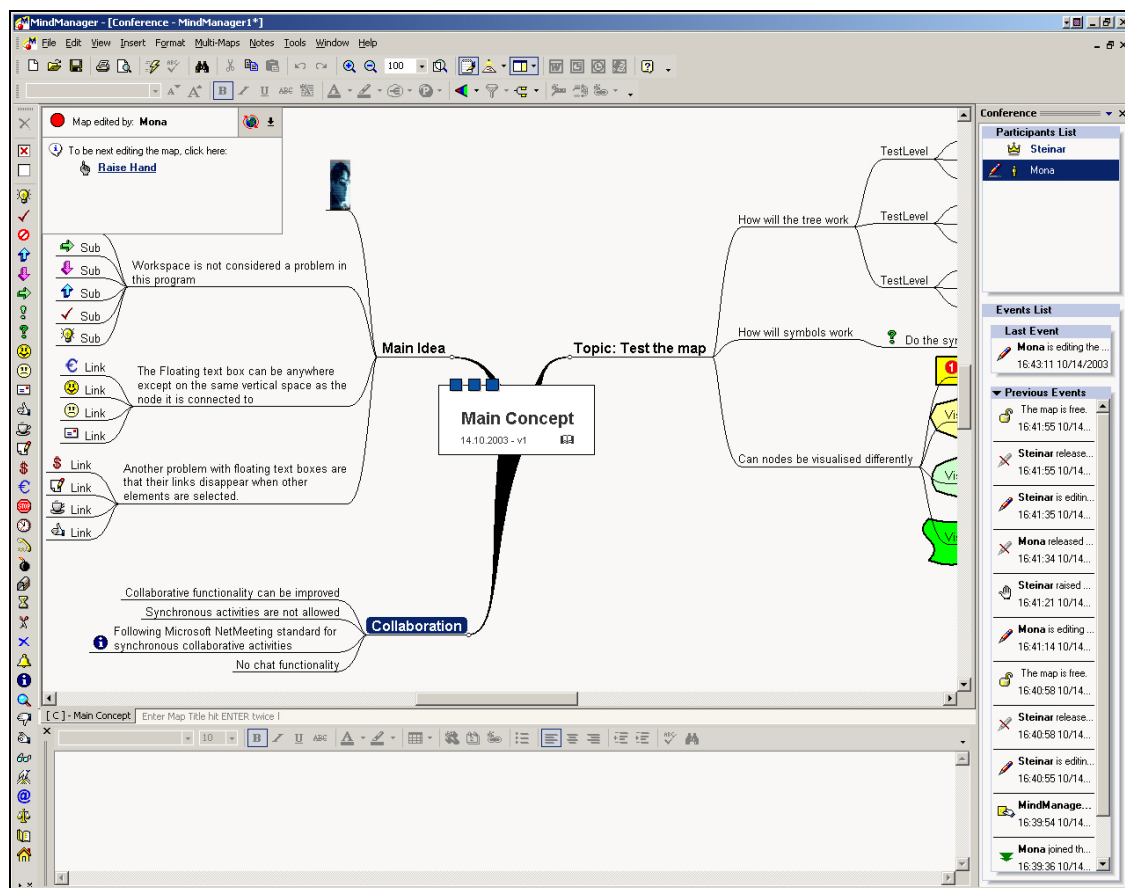 MindManager - [Conference - MindManager1*]
File Edit View Insert Format Multi-Maps Notes Tools Window Help
100
Map edited by: Mona
To be next editing the map, click here:
Raise Hand
Sub
Sub
Sub
Sub
Sub
Workspace is not considered a problem in
this program
Main Idea
Link
Link
Link
Link
The Floating text box can be anywhere
except on the same vertical space as the
node it is connected to
Link
Link
Link
Link
Another problem with floating text boxes are
that their links disappear when other
elements are selected.
Main Concept
14.10.2003 - v1
Topic: Test the map
How will the tree work
TestLevel
TestLevel
TestLevel
How will symbols work
Do the syn
Can nodes be visualised differently
1
Vis
Vis
Vis
Collaborative functionality can be improved
Synchronous activities are not allowed
Following Microsoft NetMeeting standard for
synchronous collaborative activities
No chat functionality
Collaboration
[ C ] - Main Concept
Enter Map Title hit ENTER twice !
10
Conference
Participants List
Steinar
Mona
Events List
Last Event
Mona is editing the ...
16:43:11 10/14/2003
Previous Events
The map is free.
16:41:55 10/14...
Steinar release...
16:41:55 10/14...
Steinar is editin...
16:41:35 10/14...
Mona released ...
16:41:34 10/14...
Steinar raised ...
16:41:21 10/14...
Mona is editing ...
16:41:14 10/14...
The map is free.
16:40:58 10/14...
Steinar release...
16:40:58 10/14...
Steinar is editin...
16:40:55 10/14...
MindManage...
16:39:54 10/14...
Mona joined th...
16:39:36 10/14...